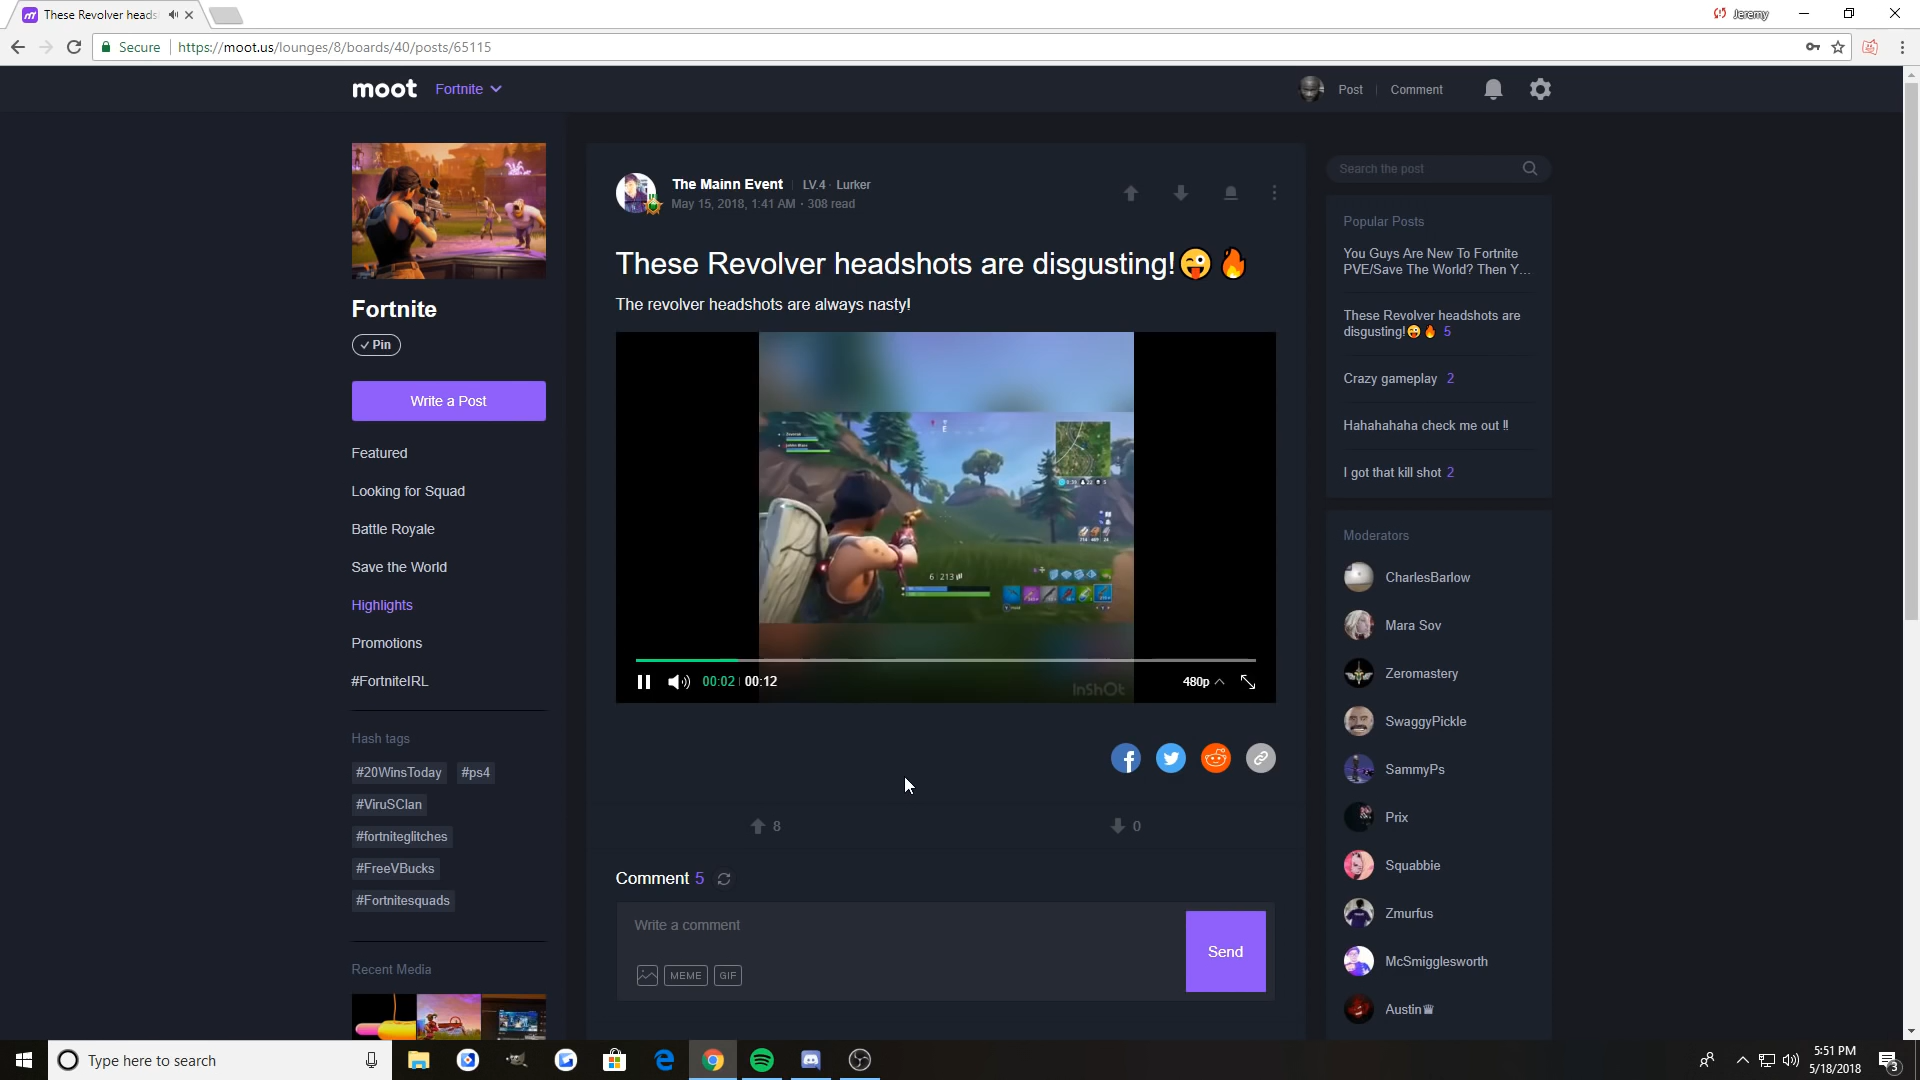 These Revolver heads
Jeremy
Secure
https://moot.us/lounges/8/boards/40/posts/65115
moot
Fortnite
Post
Comment
Fortnite
Pin
Write a Post
Featured
Looking for Squad
Battle Royale
Save the World
Highlights
Promotions
#FortniteIRL
Hash tags
#20WinsToday #ps4
#ViruSClan
#fortniteglitches
#FreeVBucks
#Fortnitesquads
Recent Media
The Mainn Event LV.4 · Lurker
May 15, 2018, 1:41 AM · 308 read
These Revolver headshots are disgusting!😜🔥
The revolver headshots are always nasty!
E
6 213
00:02 00:12
480p
InShOt
8
0
Comment 5
Write a comment
MEME
GIF
Send
Search the post
Popular Posts
You Guys Are New To Fortnite
PVE/Save The World? Then Y...
These Revolver headshots are
disgusting!😜🔥 5
Crazy gameplay 2
Hahahahaha check me out ‼
I got that kill shot 2
Moderators
CharlesBarlow
Mara Sov
Zeromastery
SwaggyPickle
SammyPs
Prix
Squabbie
Zmurfus
McSmigglesworth
Austin♛
Type here to search
5:51 PM
5/18/2018
3